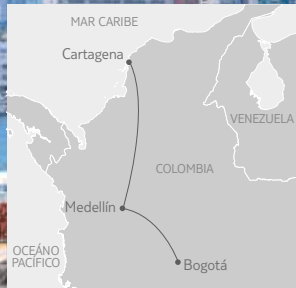 MAR CARIBE
Cartagena
VENEZUELA
COLOMBIA
Medellín
OCEÁNO
PACÍFICO
Bogotá